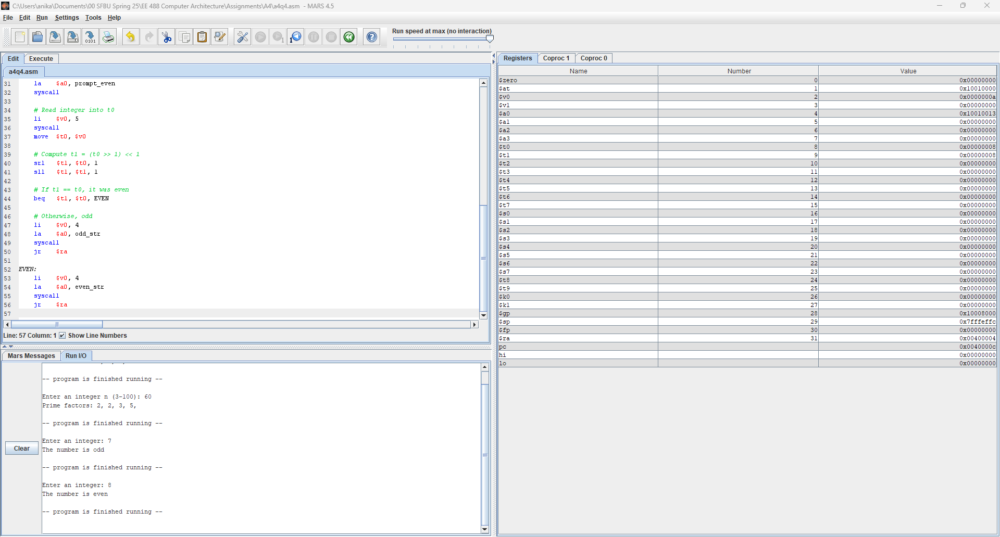 C:\Users\anika\Documents\00 SFBU Spring 25\EE 488 Computer Architecture\Assignments\A4\a4q4.asm - MARS 4.5
File Edit Run Settings Tools Help
Run speed at max (no interaction)
Edit Execute
a4q4.asm
31 la $a0, prompt_even
32 syscall
33
34 # Read integer into t0
35 li $v0, 5
36 syscall
37 move $t0, $v0
38
39 # Compute t1 = (t0 >> 1) << 1
40 srl $t1, $t0, 1
41 sll $t1, $t1, 1
42
43 # If t1 == t0, it was even
44 beq $t1, $t0, EVEN
45
46 # Otherwise, odd
47 li $v0, 4
48 la $a0, odd_str
49 syscall
50 jr $ra
51
52 EVEN:
53 li $v0, 4
54 la $a0, even_str
55 syscall
56 jr $ra
57
Line: 57 Column: 1 Show Line Numbers
Mars Messages Run I/O
-- program is finished running --
Enter an integer n (3-100): 60
Prime factors: 2, 2, 3, 5,
-- program is finished running --
Enter an integer: 7
The number is odd
-- program is finished running --
Enter an integer: 8
The number is even
-- program is finished running --
Clear
Registers Coproc 1 Coproc 0
Name Number Value
$zero 0 0x00000000
$at 1 0x10010000
$v0 2 0x0000000a
$v1 3 0x00000000
$a0 4 0x10010013
$a1 5 0x00000000
$a2 6 0x00000000
$a3 7 0x00000000
$t0 8 0x00000008
$t1 9 0x00000008
$t2 10 0x00000000
$t3 11 0x00000000
$t4 12 0x00000000
$t5 13 0x00000000
$t6 14 0x00000000
$t7 15 0x00000000
$s0 16 0x00000000
$s1 17 0x00000000
$s2 18 0x00000000
$s3 19 0x00000000
$s4 20 0x00000000
$s5 21 0x00000000
$s6 22 0x00000000
$s7 23 0x00000000
$t8 24 0x00000000
$t9 25 0x00000000
$k0 26 0x00000000
$k1 27 0x00000000
$gp 28 0x10008000
$sp 29 0x7fffeffc
$fp 30 0x00000000
$ra 31 0x00400004
pc 0x0040000c
hi 0x00000000
lo 0x00000000